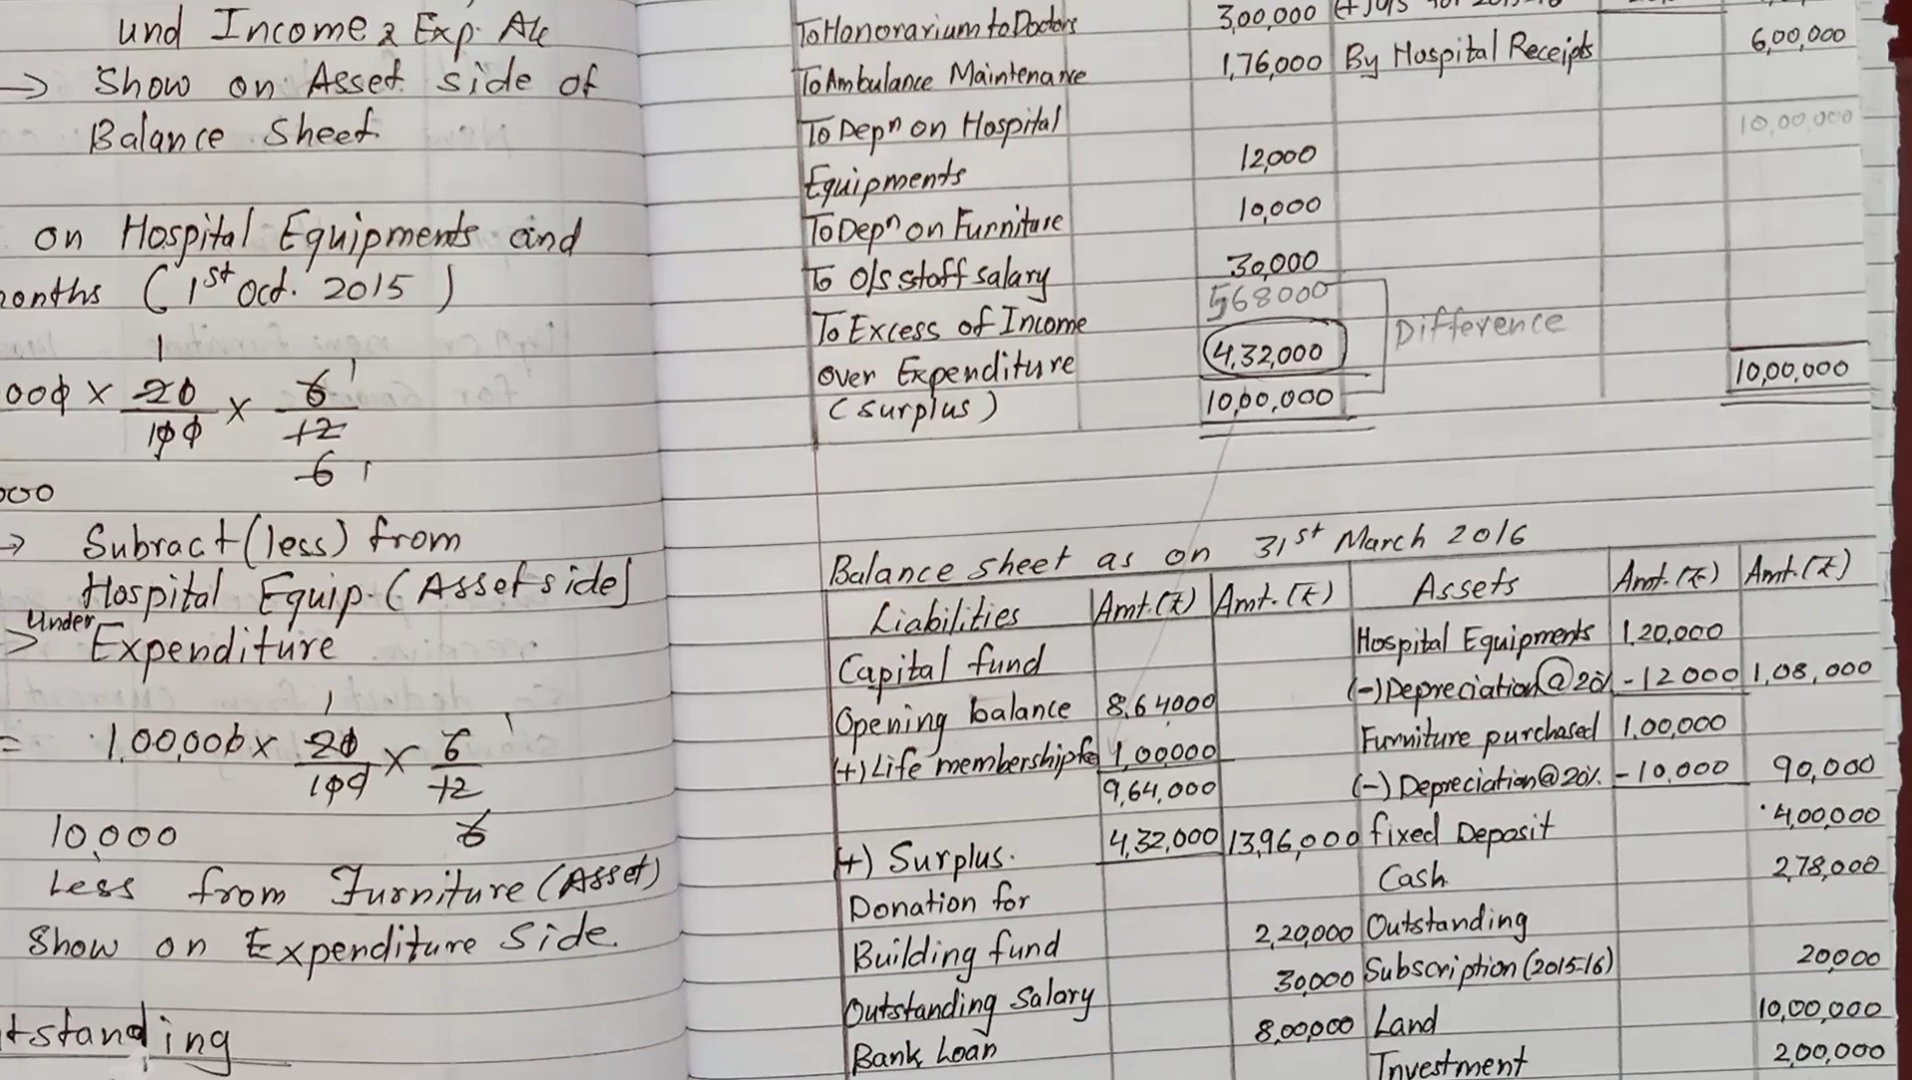 und Income & Exp. A/c
→ Show on Asset side of
Balance Sheet.
on Hospital Equipments and
onths (1st Oct. 2015)
000 × 20/100 × 6/12
1
1
6 1
000
→ Subract (less) from
Hospital Equip. (Asset side)
→ Under Expenditure
= 1,00,000 × 20/100 × 6/12
1
1
6
10,000
Less from Furniture (Asset)
Show on Expenditure Side.
tstanding
To Honorarium to Doctors 3,00,000
To Ambulance Maintenance 1,76,000 By Hospital Receipts 6,00,000
To Depn on Hospital 10,00,000
Equipments 12,000
To Depn on Furniture 10,000
To O/s staff salary 30,000
568000
To Excess of Income Difference
over Expenditure 4,32,000
(surplus) 10,00,000 10,00,000
Balance sheet as on 31st March 2016
Liabilities Amt.(₹) Amt.(₹) Assets Amt.(₹) Amt.(₹)
Capital fund Hospital Equipments 1,20,000
Opening balance 8,64000 (-) Depreciation @ 20% -12000 1,08,000
(+) Life membership fe 1,00000 Furniture purchased 1,00,000
9,64,000 (-) Depreciation @ 20%. -10,000 90,000
(+) Surplus. 4,32,000 13,96,000 fixed Deposit 4,00,000
Donation for Cash 2,78,000
Building fund 2,20,000 Outstanding
Outstanding Salary 30,000 Subscription (2015-16) 20,000
Bank Loan 8,00,000 Land 10,00,000
Investment 2,00,000